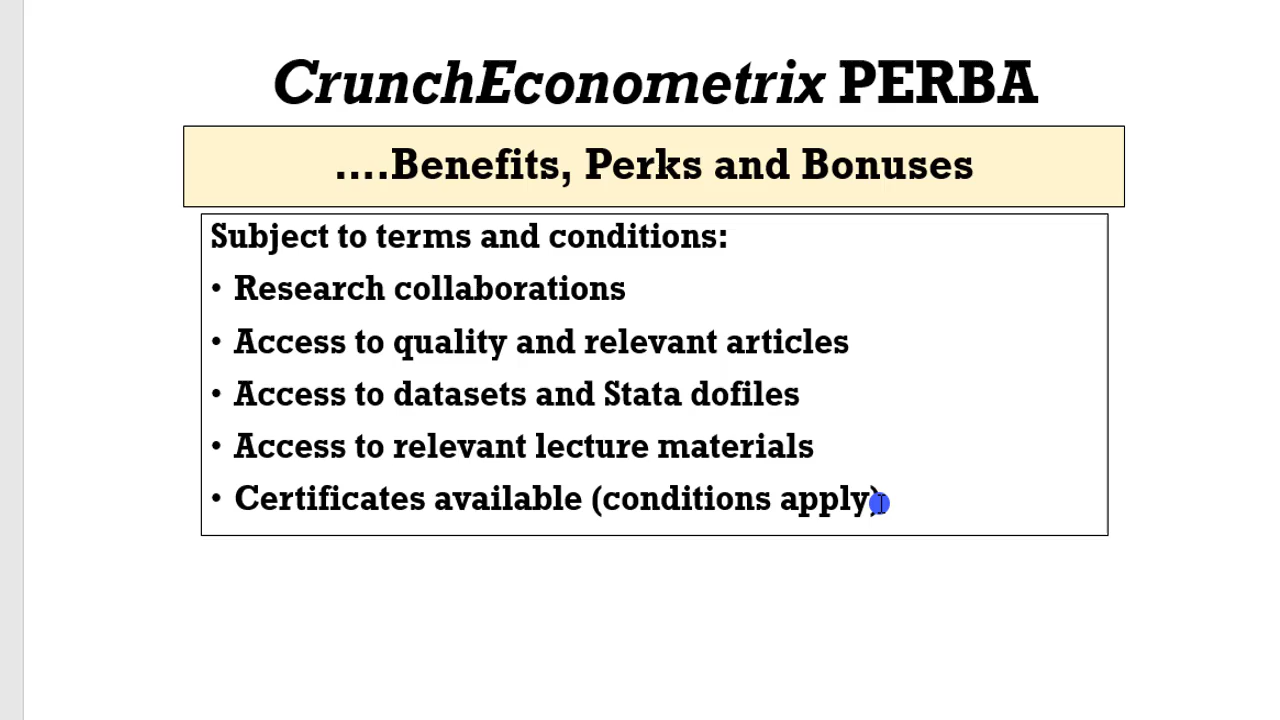 CrunchEconometrix PERBA
....Benefits, Perks and Bonuses
Subject to terms and conditions:
• Research collaborations
• Access to quality and relevant articles
• Access to datasets and Stata dofiles
• Access to relevant lecture materials
• Certificates available (conditions apply)